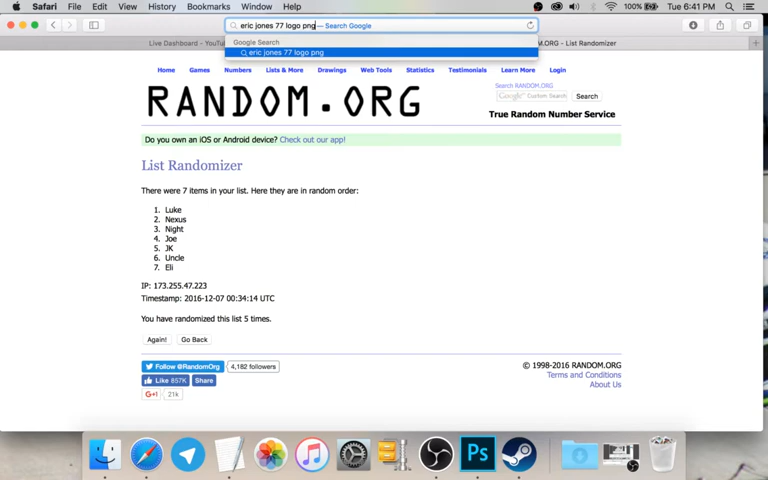 Safari File Edit View History Bookmarks Window Help 100% Tue 6:41 PM
eric jones 77 logo png — Search Google
Google Search
eric jones 77 logo png
Live Dashboard - YouTu
M.ORG - List Randomizer
Home Games Numbers Lists & More Drawings Web Tools Statistics Testimonials Learn More Login
RANDOM.ORG
Search RANDOM.ORG
Google Custom Search Search
True Random Number Service
Do you own an iOS or Android device? Check out our app!
List Randomizer
There were 7 items in your list. Here they are in random order:
1. Luke
2. Nexus
3. Night
4. Joe
5. JK
6. Uncle
7. Eli
IP: 173.255.47.223
Timestamp: 2016-12-07 00:34:14 UTC
You have randomized this list 5 times.
Again! Go Back
Follow @RandomOrg 4,182 followers
Like 857K Share
G+1 21k
© 1998-2016 RANDOM.ORG
Terms and Conditions
About Us
Ps